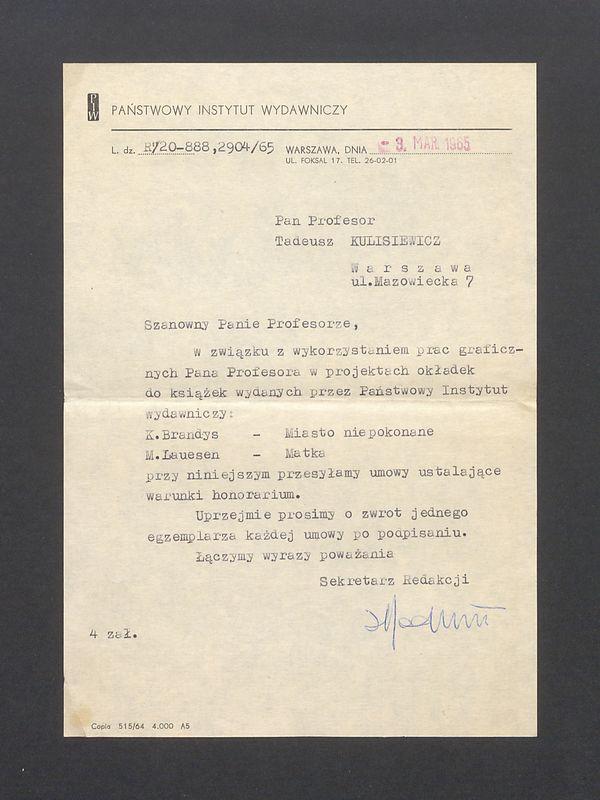 PIW
PAŃSTWOWY INSTYTUT WYDAWNICZY
L. dz. R/20-888,2904/65 WARSZAWA, DNIA 3. MAR. 1965
UL. FOKSAL 17. TEL. 26-02-01
Pan Profesor
Tadeusz KULISIEWICZ
W a r s z a w a
ul.Mazowiecka 7
Szanowny Panie Profesorze,
W związku z wykorzystaniem prac graficz-
nych Pana Profesora w projektach okładek
do książek wydanych przez Państwowy Instytut
Wydawniczy:
K.Brandys - Miasto niepokonane
M.Lauesen - Matka
przy niniejszym przesyłamy umowy ustalające
warunki honorarium.
Uprzejmie prosimy o zwrot jednego
egzemplarza każdej umowy po podpisaniu.
Łączymy wyrazy poważania
Sekretarz Redakcji
4 zał.
Copia 515/64 4.000 A5